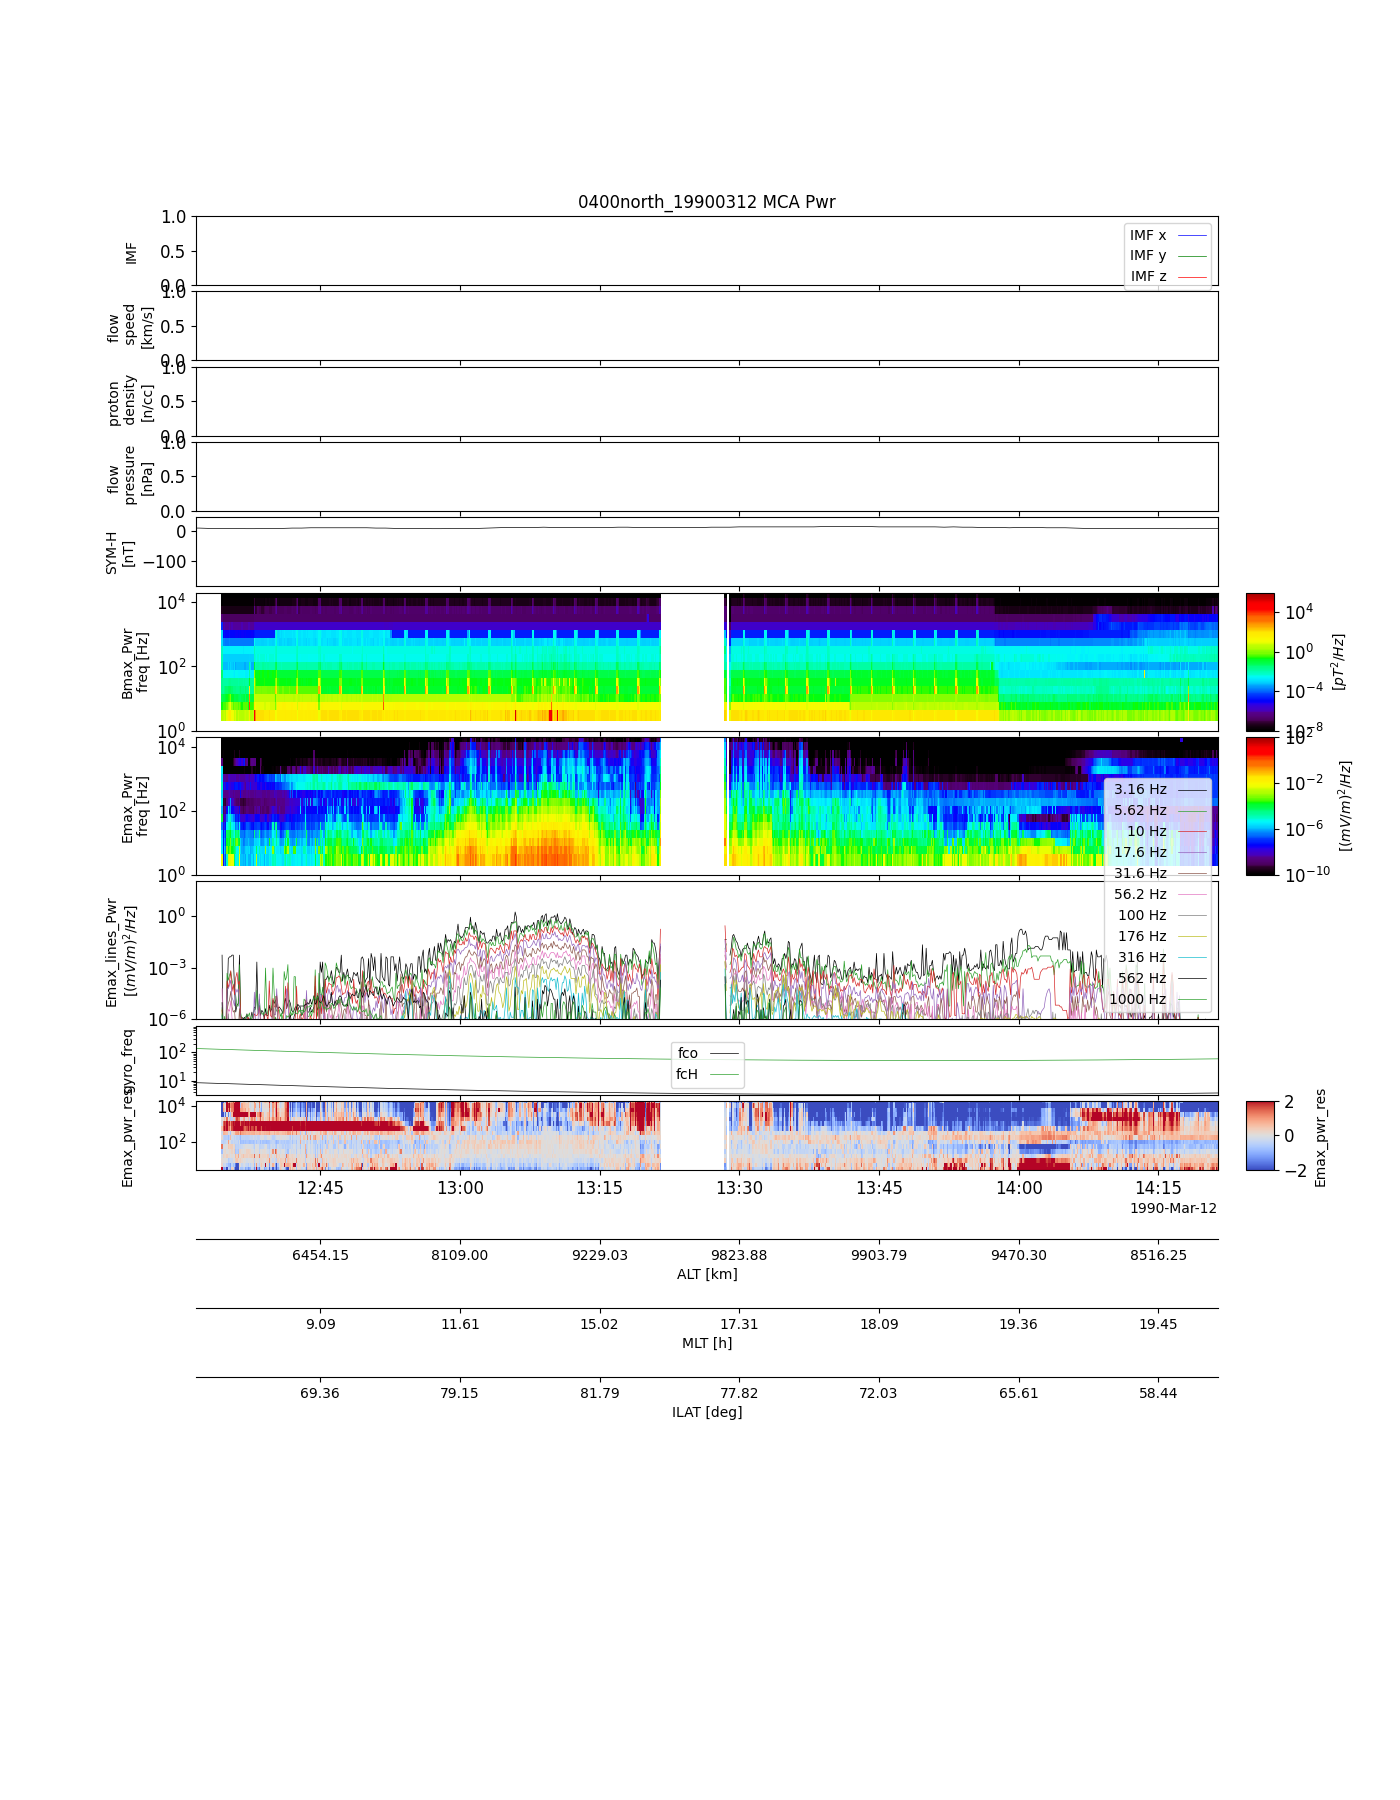 0400north_19900312 MCA Pwr
1.0
0.5
0.0
IMF
IMF x
IMF y
IMF z
1.0
0.5
0.0
flow
speed
[km/s]
1.0
0.5
0.0
proton
density
[n/cc]
1.0
0.5
0.0
flow
pressure
[nPa]
0
−100
SYM-H
[nT]
10^4
10^2
10^0
Bmax_Pwr
freq [Hz]
10^4
10^0
10^−4
10^−8
[pT^2/Hz]
10^4
10^2
10^0
Emax_Pwr
freq [Hz]
10^2
10^−2
10^−6
10^−10
[(mV/m)^2/Hz]
3.16 Hz
5.62 Hz
10 Hz
17.6 Hz
31.6 Hz
56.2 Hz
100 Hz
176 Hz
316 Hz
562 Hz
1000 Hz
10^0
10^−3
10^−6
Emax_lines_Pwr
[(mV/m)^2/Hz]
10^2
10^1
gyro_freq
fco
fcH
10^4
10^2
Emax_pwr_res
2
0
−2
Emax_pwr_res
12:45 13:00 13:15 13:30 13:45 14:00 14:15
1990-Mar-12
6454.15 8109.00 9229.03 9823.88 9903.79 9470.30 8516.25
ALT [km]
9.09 11.61 15.02 17.31 18.09 19.36 19.45
MLT [h]
69.36 79.15 81.79 77.82 72.03 65.61 58.44
ILAT [deg]